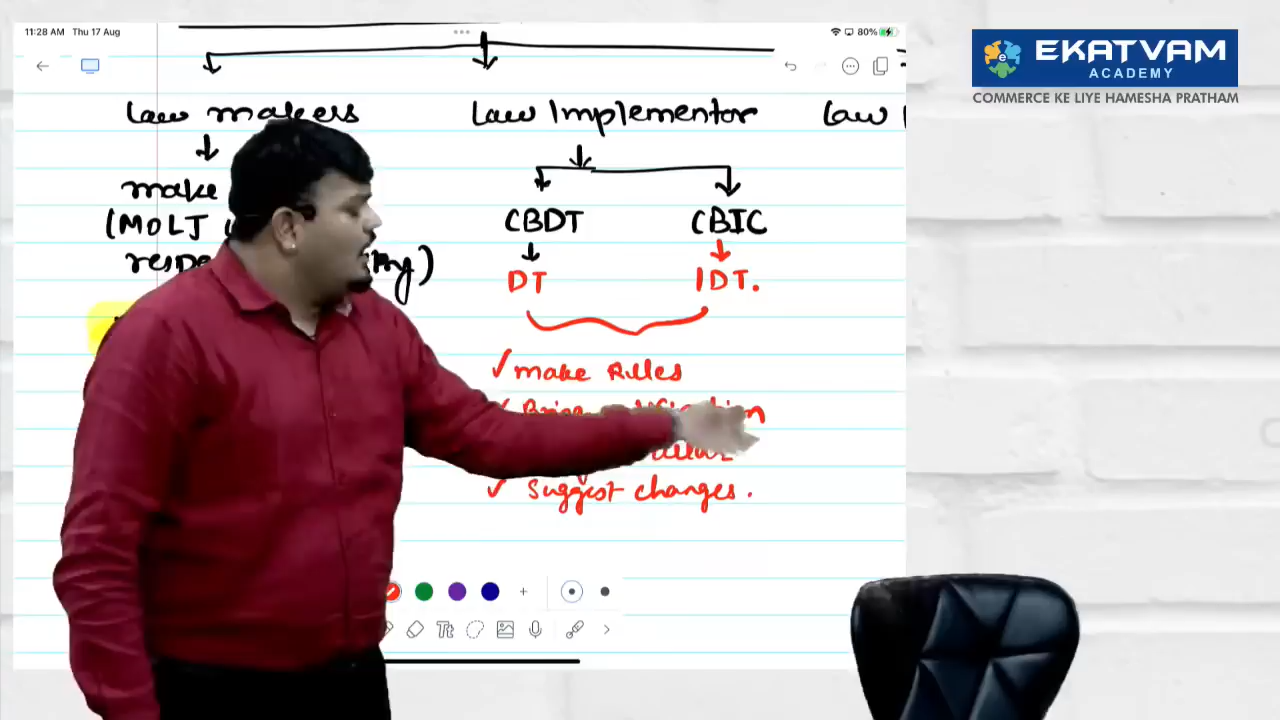 11:28 AM Thu 17 Aug
80%
EKATVAM
ACADEMY
COMMERCE KE LIYE HAMESHA PRATHAM
Law makers
Law Implementor
Law
make
(MOLJ
CBDT
CBIC
DT
IDT.
✓ make Rules
✓ Suggest changes.
Tt